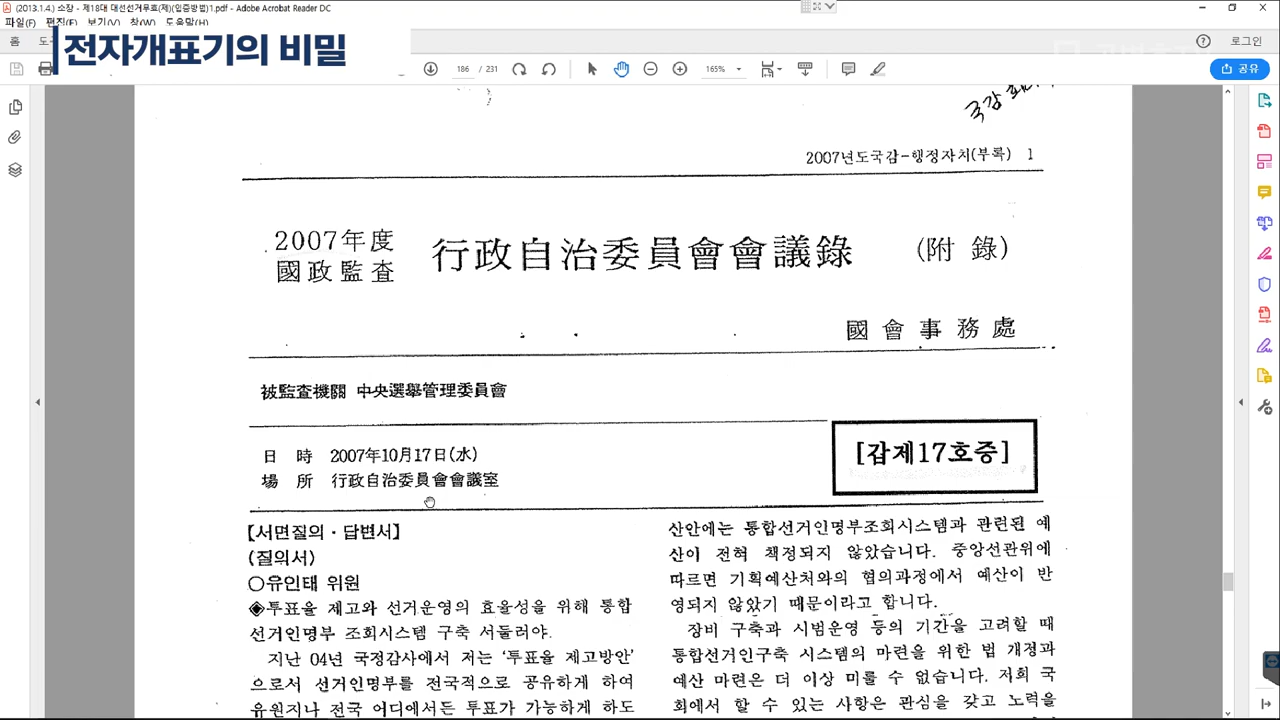 (2013.1.4.) 소장 - 제18대 대선선거무효(제)(입증방법)1.pdf - Adobe Acrobat Reader DC
파일(F) 편집(E) 보기(V) 창(W) 도움말(H)
홈
로그인
전자개표기의 비밀
186 / 231
165%
공유
국감
2007년도국감-행정자치(부록) 1
2007年度
國政監査
行政自治委員會會議錄
(附 錄)
國會事務處
被監査機關 中央選擧管理委員會
日 時 2007年10月17日(水)
場 所 行政自治委員會會議室
[갑제17호증]
【서면질의 · 답변서】
(질의서)
○유인태 위원
◈투표율 제고와 선거운영의 효율성을 위해 통합
선거인명부 조회시스템 구축 서둘러야.
지난 04년 국정감사에서 저는 '투표율 제고방안'
으로서 선거인명부를 전국적으로 공유하게 하여
유원지나 전국 어디에서든 투표가 가능하게 하도
산안에는 통합선거인명부조회시스템과 관련된 예
산이 전혀 책정되지 않았습니다. 중앙선관위에
따르면 기획예산처와의 협의과정에서 예산이 반
영되지 않았기 때문이라고 합니다.
장비 구축과 시범운영 등의 기간을 고려할 때
통합선거인구축 시스템의 마련을 위한 법 개정과
예산 마련은 더 이상 미룰 수 없습니다. 저희 국
회에서 할 수 있는 사항은 관심을 갖고 노력을